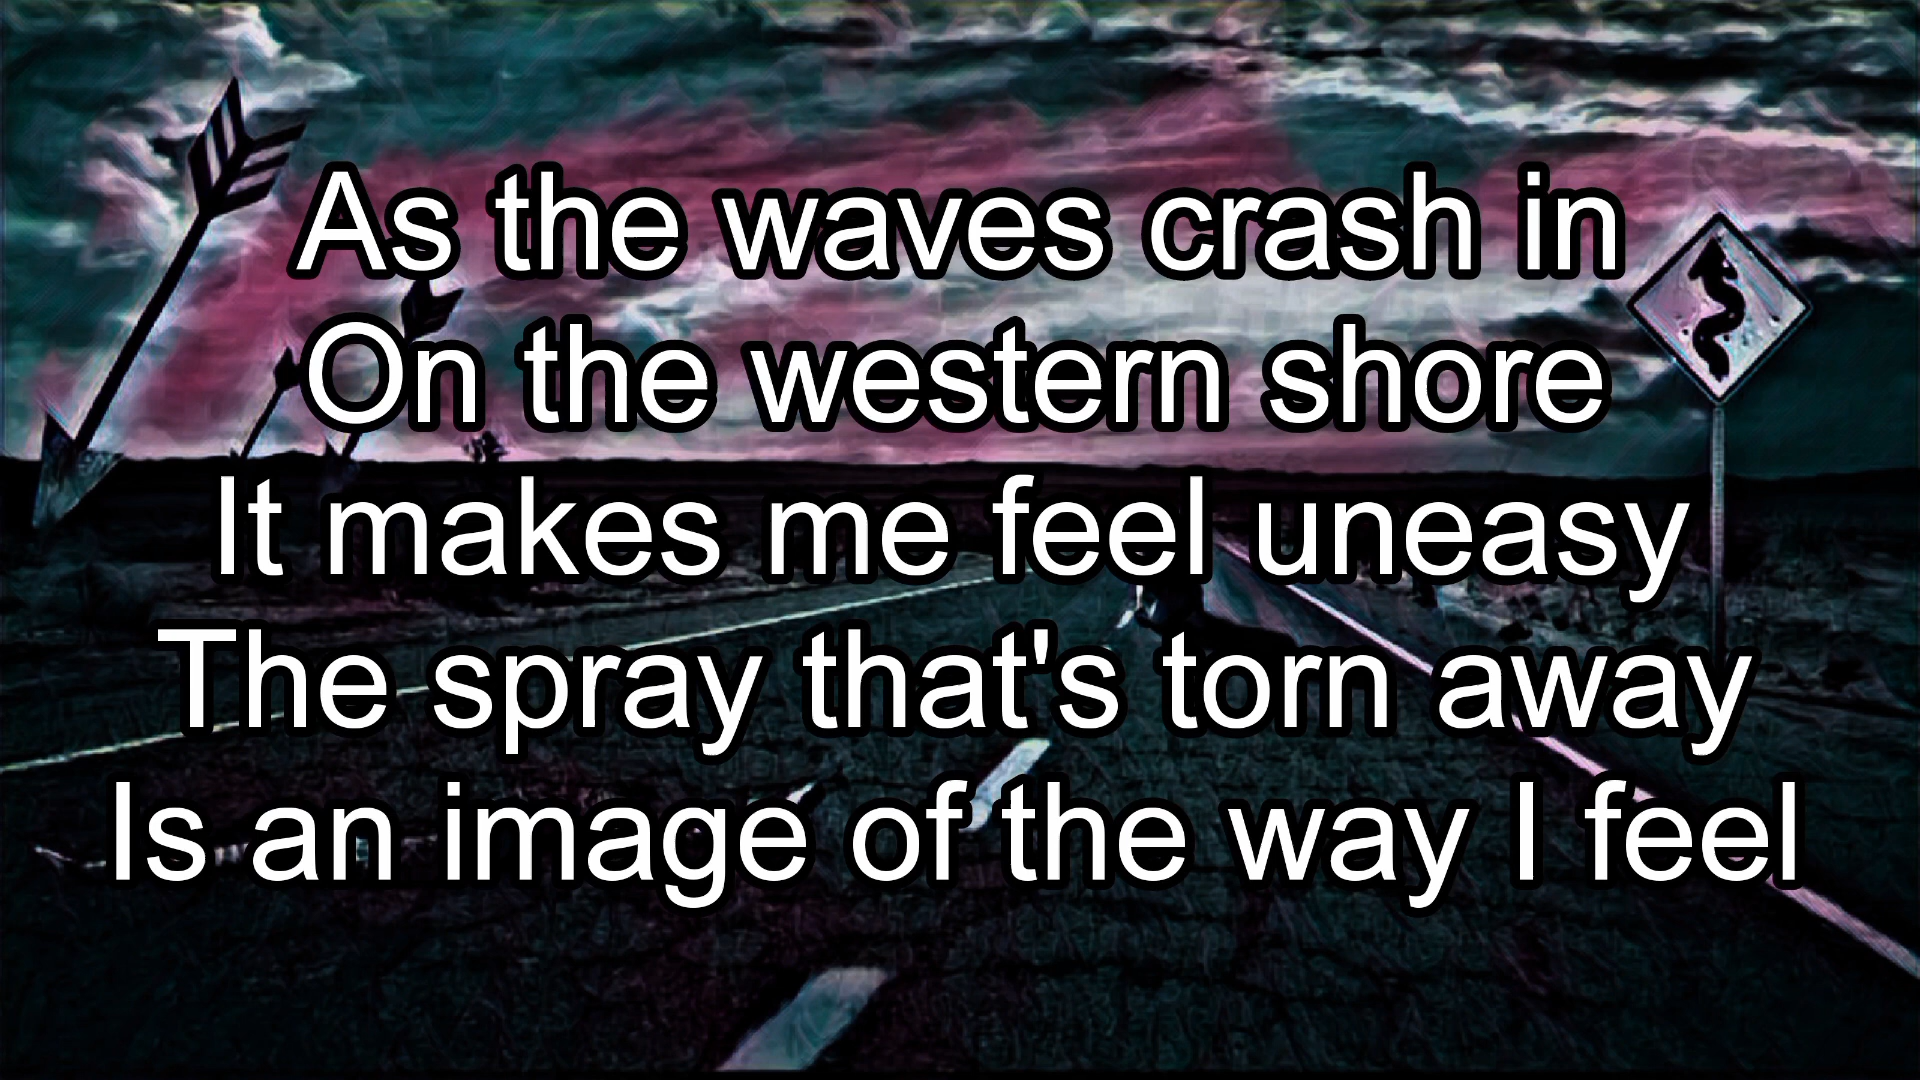 As the waves crash in
On the western shore
It makes me feel uneasy
The spray that's torn away
Is an image of the way I feel